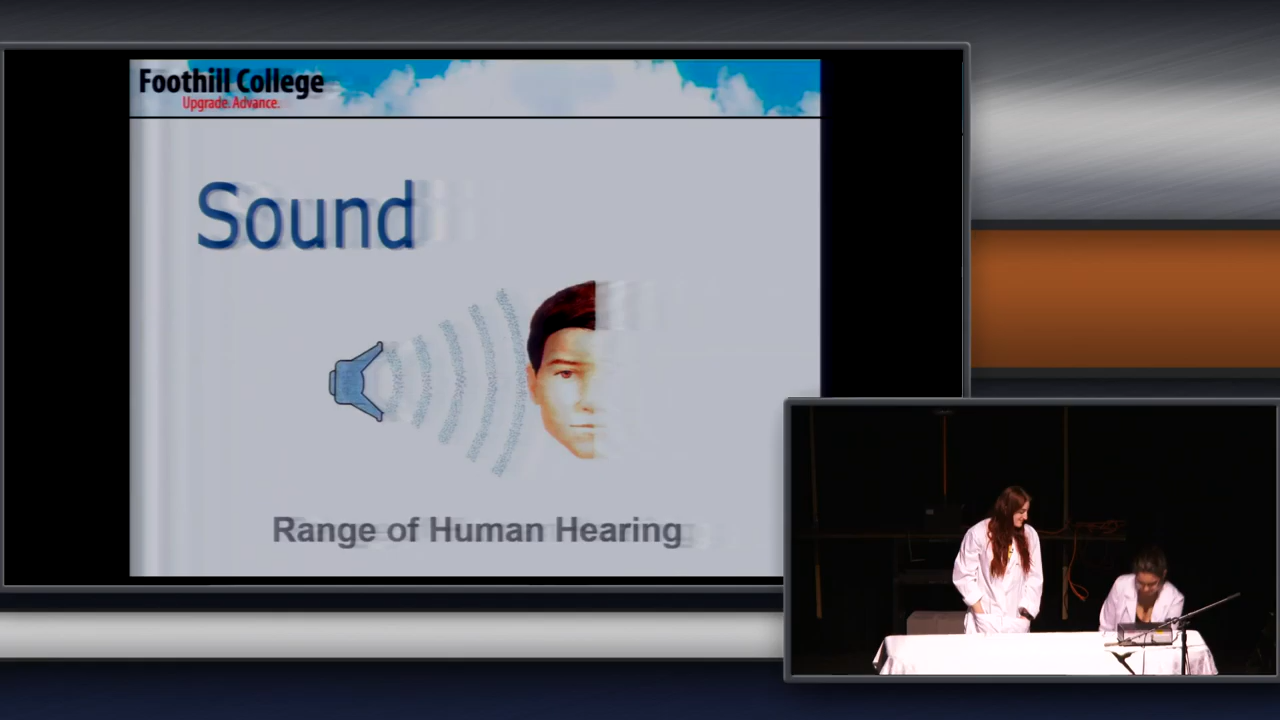 Foothill College
Upgrade. Advance.
Sound
Range of Human Hearing